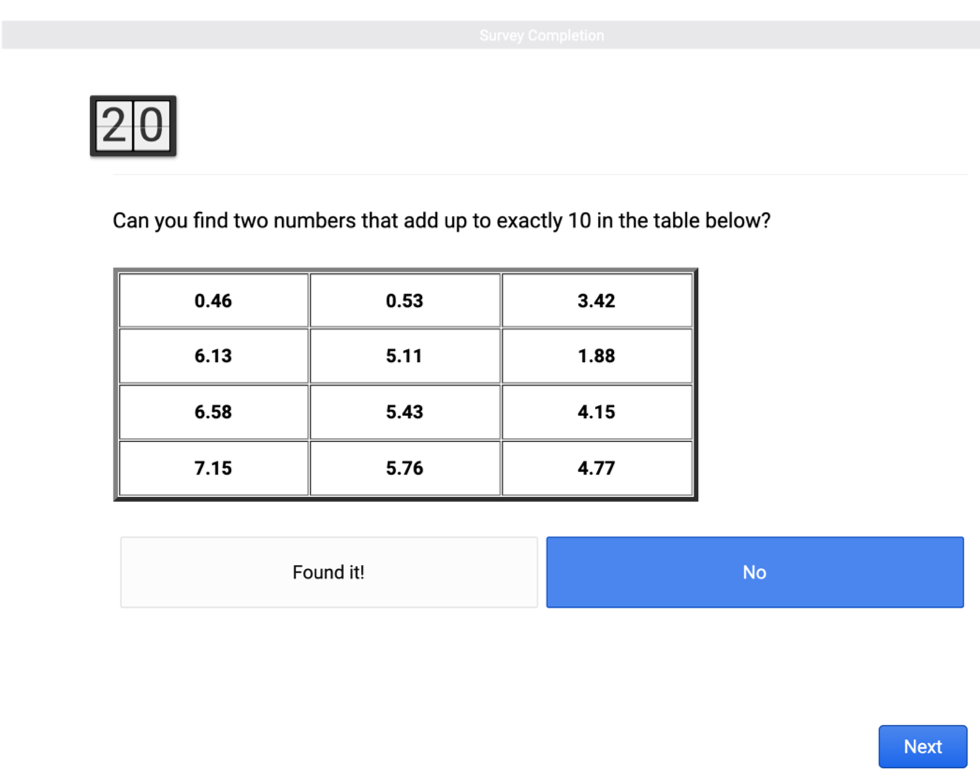 Survey Completion
20
Can you find two numbers that add up to exactly 10 in the table below?
0.46 0.53 3.42
6.13 5.11 1.88
6.58 5.43 4.15
7.15 5.76 4.77
Found it! No
Next